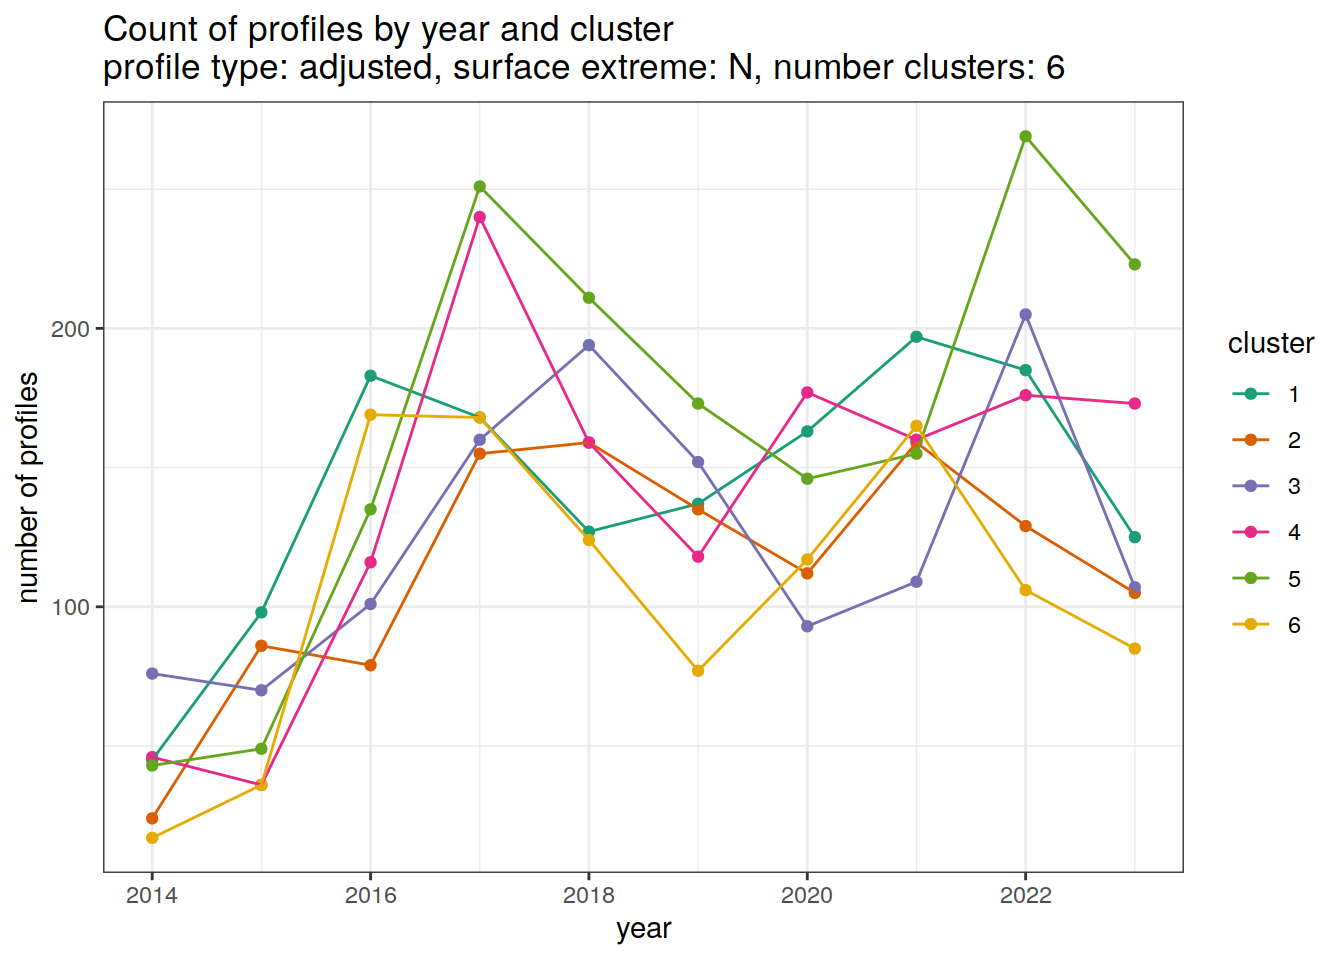 Count of profiles by year and cluster
profile type: adjusted, surface extreme: N, number clusters: 6
number of profiles
200
100
2014
2016
2018
2020
2022
year
cluster
1
2
3
4
5
6